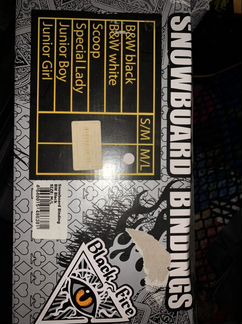 SNOWBOARD BINDINGS
S/M M/L
B&W black
B&W white
Scoop
Special Lady
Junior Boy
Junior Girl
Black Fire